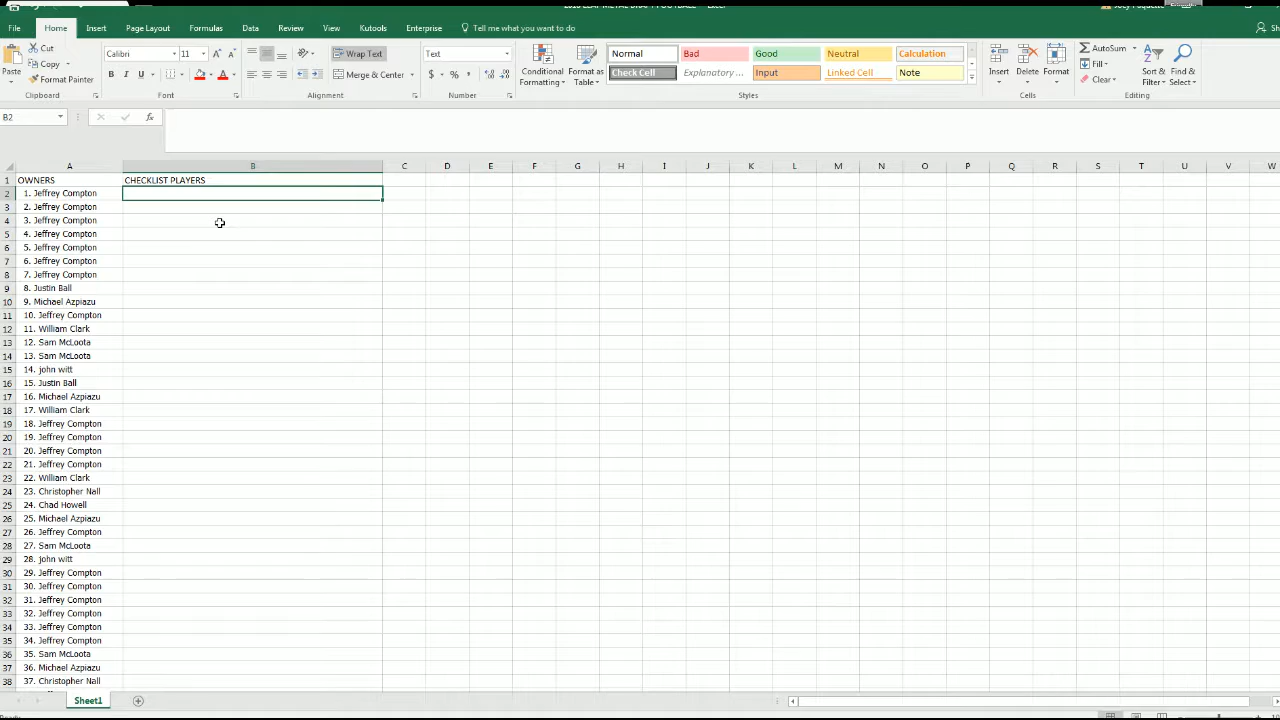 File Home Insert Page Layout Formulas Data Review View Kutools Enterprise Tell me what you want to do
Cut Calibri 11 Wrap Text Text Normal Bad Good Neutral Calculation AutoSum
Copy Fill
Paste Format Painter Merge & Center Conditional Formatting Format as Table Check Cell Explanatory ... Input Linked Cell Note Insert Delete Format Clear Sort & Filter Find & Select
Clipboard Font Alignment Number Styles Cells Editing
B2 fx
A B C D E F G H I J K L M N O P Q R S T U V W
1 OWNERS CHECKLIST PLAYERS
2 1. Jeffrey Compton
3 2. Jeffrey Compton
4 3. Jeffrey Compton
5 4. Jeffrey Compton
6 5. Jeffrey Compton
7 6. Jeffrey Compton
8 7. Jeffrey Compton
9 8. Justin Ball
10 9. Michael Azpiazu
11 10. Jeffrey Compton
12 11. William Clark
13 12. Sam McLoota
14 13. Sam McLoota
15 14. john witt
16 15. Justin Ball
17 16. Michael Azpiazu
18 17. William Clark
19 18. Jeffrey Compton
20 19. Jeffrey Compton
21 20. Jeffrey Compton
22 21. Jeffrey Compton
23 22. William Clark
24 23. Christopher Nall
25 24. Chad Howell
26 25. Michael Azpiazu
27 26. Jeffrey Compton
28 27. Sam McLoota
29 28. john witt
30 29. Jeffrey Compton
31 30. Jeffrey Compton
32 31. Jeffrey Compton
33 32. Jeffrey Compton
34 33. Jeffrey Compton
35 34. Jeffrey Compton
36 35. Sam McLoota
37 36. Michael Azpiazu
38 37. Christopher Nall
Sheet1